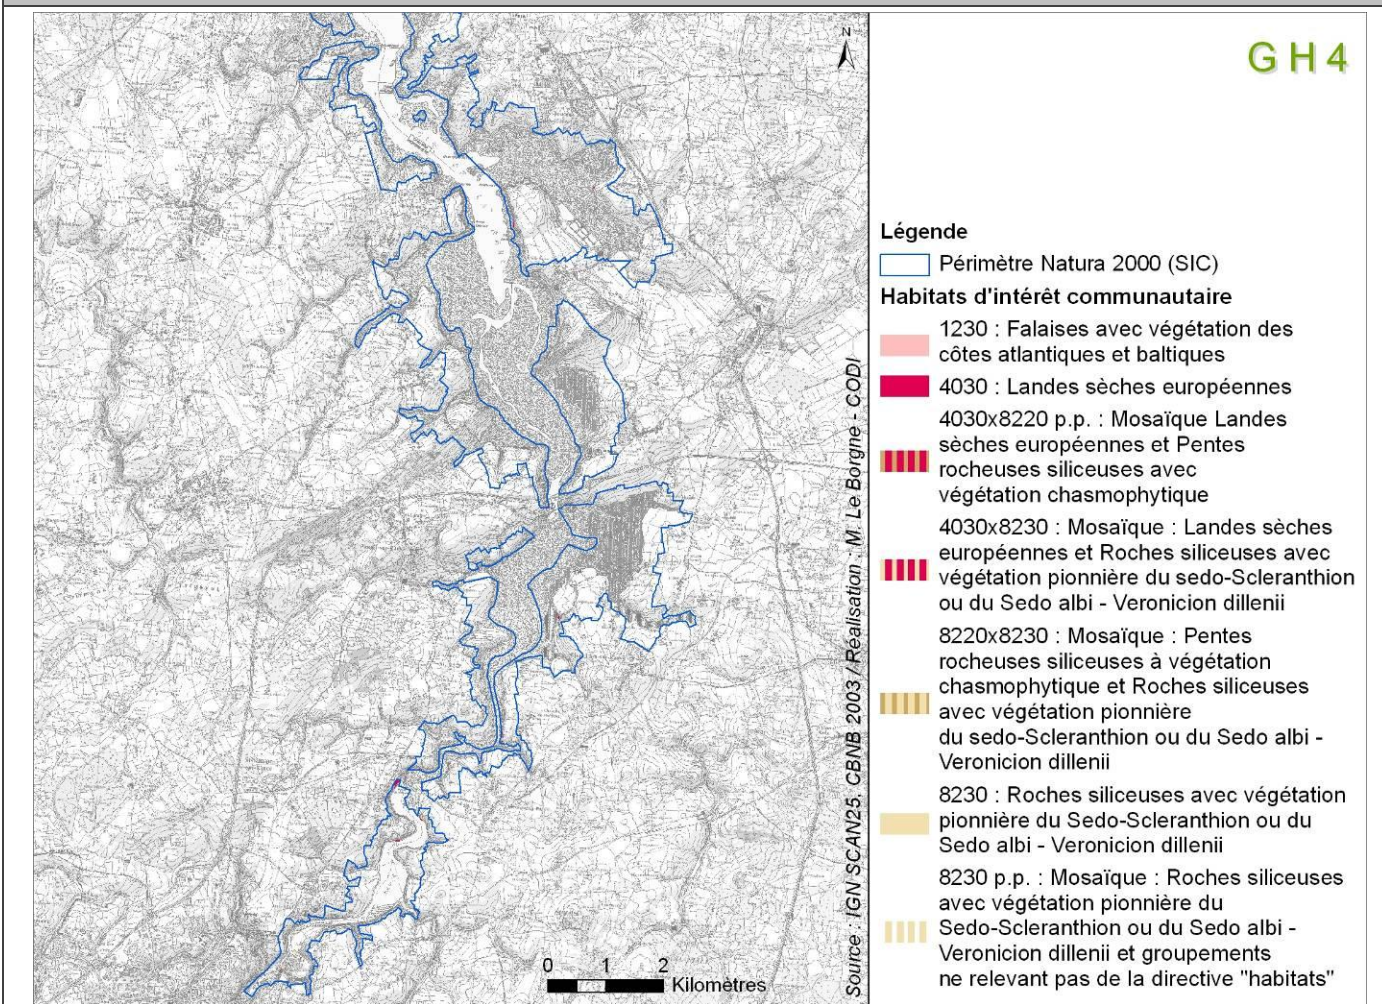 N
GH4
Légende
Périmètre Natura 2000 (SIC)
Habitats d'intérêt communautaire
1230 : Falaises avec végétation des
côtes atlantiques et baltiques
4030 : Landes sèches européennes
4030x8220 p.p. : Mosaïque Landes
sèches européennes et Pentes
rocheuses siliceuses avec
végétation chasmophytique
4030x8230 : Mosaïque : Landes sèches
européennes et Roches siliceuses avec
végétation pionnière du sedo-Scleranthion
ou du Sedo albi - Veronicion dillenii
8220x8230 : Mosaïque : Pentes
rocheuses siliceuses à végétation
chasmophytique et Roches siliceuses
avec végétation pionnière
du sedo-Scleranthion ou du Sedo albi -
Veronicion dillenii
8230 : Roches siliceuses avec végétation
pionnière du Sedo-Scleranthion ou du
Sedo albi - Veronicion dillenii
8230 p.p. : Mosaïque : Roches siliceuses
avec végétation pionnière du
Sedo-Scleranthion ou du Sedo albi -
Veronicion dillenii et groupements
ne relevant pas de la directive "habitats"
Source : IGN SCAN25, CBNB 2003 / Réalisation : M. Le Borgne - CODI
0 1 2
Kilomètres